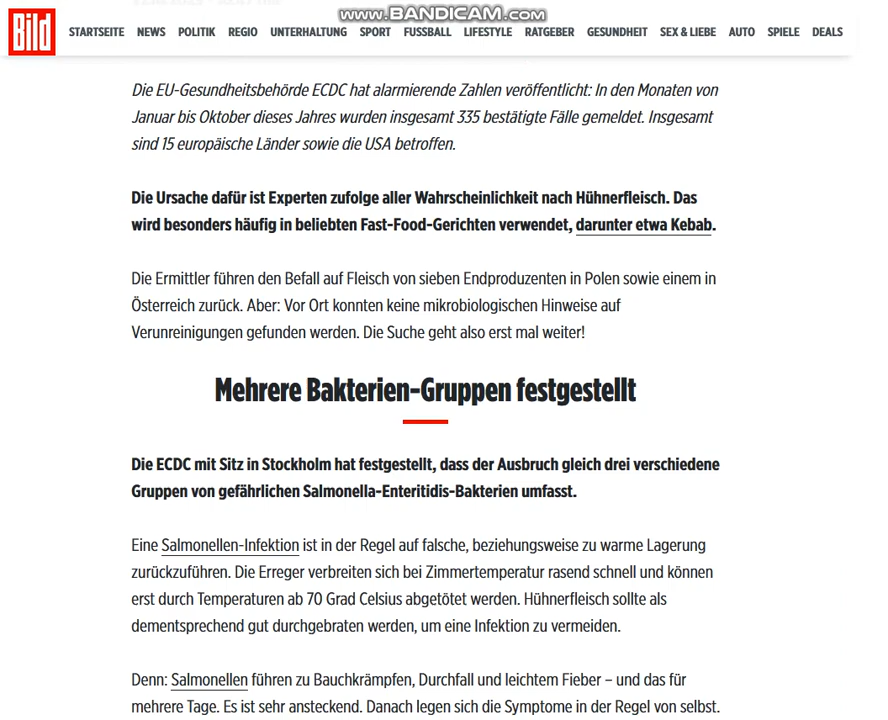 www.BANDICAM.com
Bild
STARTSEITE NEWS POLITIK REGIO UNTERHALTUNG SPORT FUSSBALL LIFESTYLE RATGEBER GESUNDHEIT SEX & LIEBE AUTO SPIELE DEALS
Die EU-Gesundheitsbehörde ECDC hat alarmierende Zahlen veröffentlicht: In den Monaten von
Januar bis Oktober dieses Jahres wurden insgesamt 335 bestätigte Fälle gemeldet. Insgesamt
sind 15 europäische Länder sowie die USA betroffen.
Die Ursache dafür ist Experten zufolge aller Wahrscheinlichkeit nach Hühnerfleisch. Das
wird besonders häufig in beliebten Fast-Food-Gerichten verwendet, darunter etwa Kebab.
Die Ermittler führen den Befall auf Fleisch von sieben Endproduzenten in Polen sowie einem in
Österreich zurück. Aber: Vor Ort konnten keine mikrobiologischen Hinweise auf
Verunreinigungen gefunden werden. Die Suche geht also erst mal weiter!
Mehrere Bakterien-Gruppen festgestellt
Die ECDC mit Sitz in Stockholm hat festgestellt, dass der Ausbruch gleich drei verschiedene
Gruppen von gefährlichen Salmonella-Enteritidis-Bakterien umfasst.
Eine Salmonellen-Infektion ist in der Regel auf falsche, beziehungsweise zu warme Lagerung
zurückzuführen. Die Erreger verbreiten sich bei Zimmertemperatur rasend schnell und können
erst durch Temperaturen ab 70 Grad Celsius abgetötet werden. Hühnerfleisch sollte als
dementsprechend gut durchgebraten werden, um eine Infektion zu vermeiden.
Denn: Salmonellen führen zu Bauchkrämpfen, Durchfall und leichtem Fieber – und das für
mehrere Tage. Es ist sehr ansteckend. Danach legen sich die Symptome in der Regel von selbst.